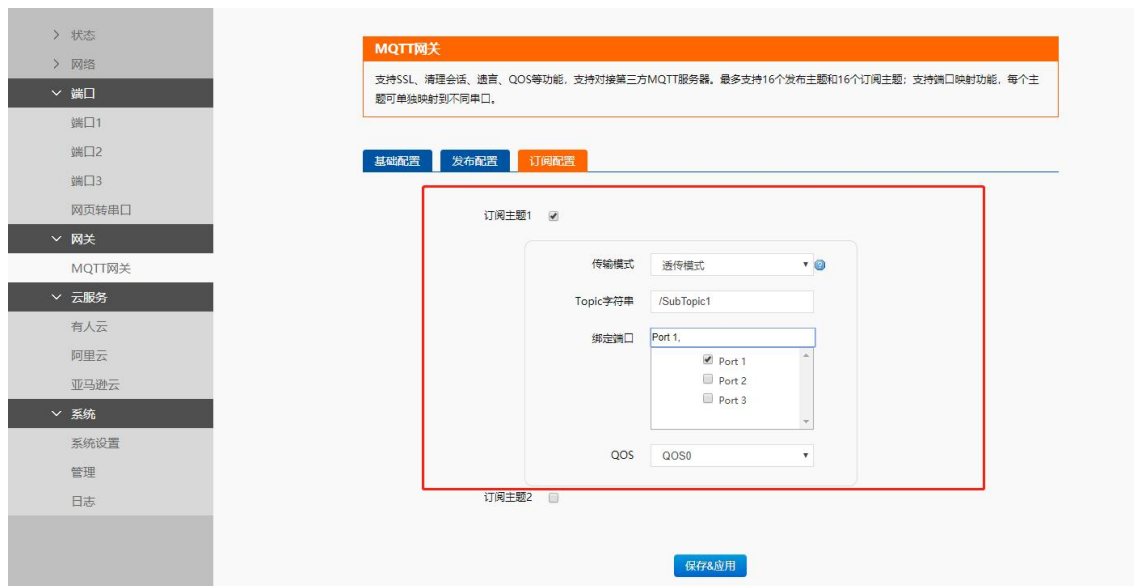 状态
网络
端口
端口1
端口2
端口3
网页转串口
网关
MQTT网关
云服务
有人云
阿里云
亚马逊云
系统
系统设置
管理
日志
MQTT网关
支持SSL、清理会话、遗言、QOS等功能，支持对接第三方MQTT服务器。最多支持16个发布主题和16个订阅主题；支持端口映射功能，每个主
题可单独映射到不同串口。
基础配置 发布配置 订阅配置
订阅主题1
传输模式 透传模式
Topic字符串 /SubTopic1
绑定端口 Port 1,
Port 1
Port 2
Port 3
QOS QOS0
订阅主题2
保存&应用